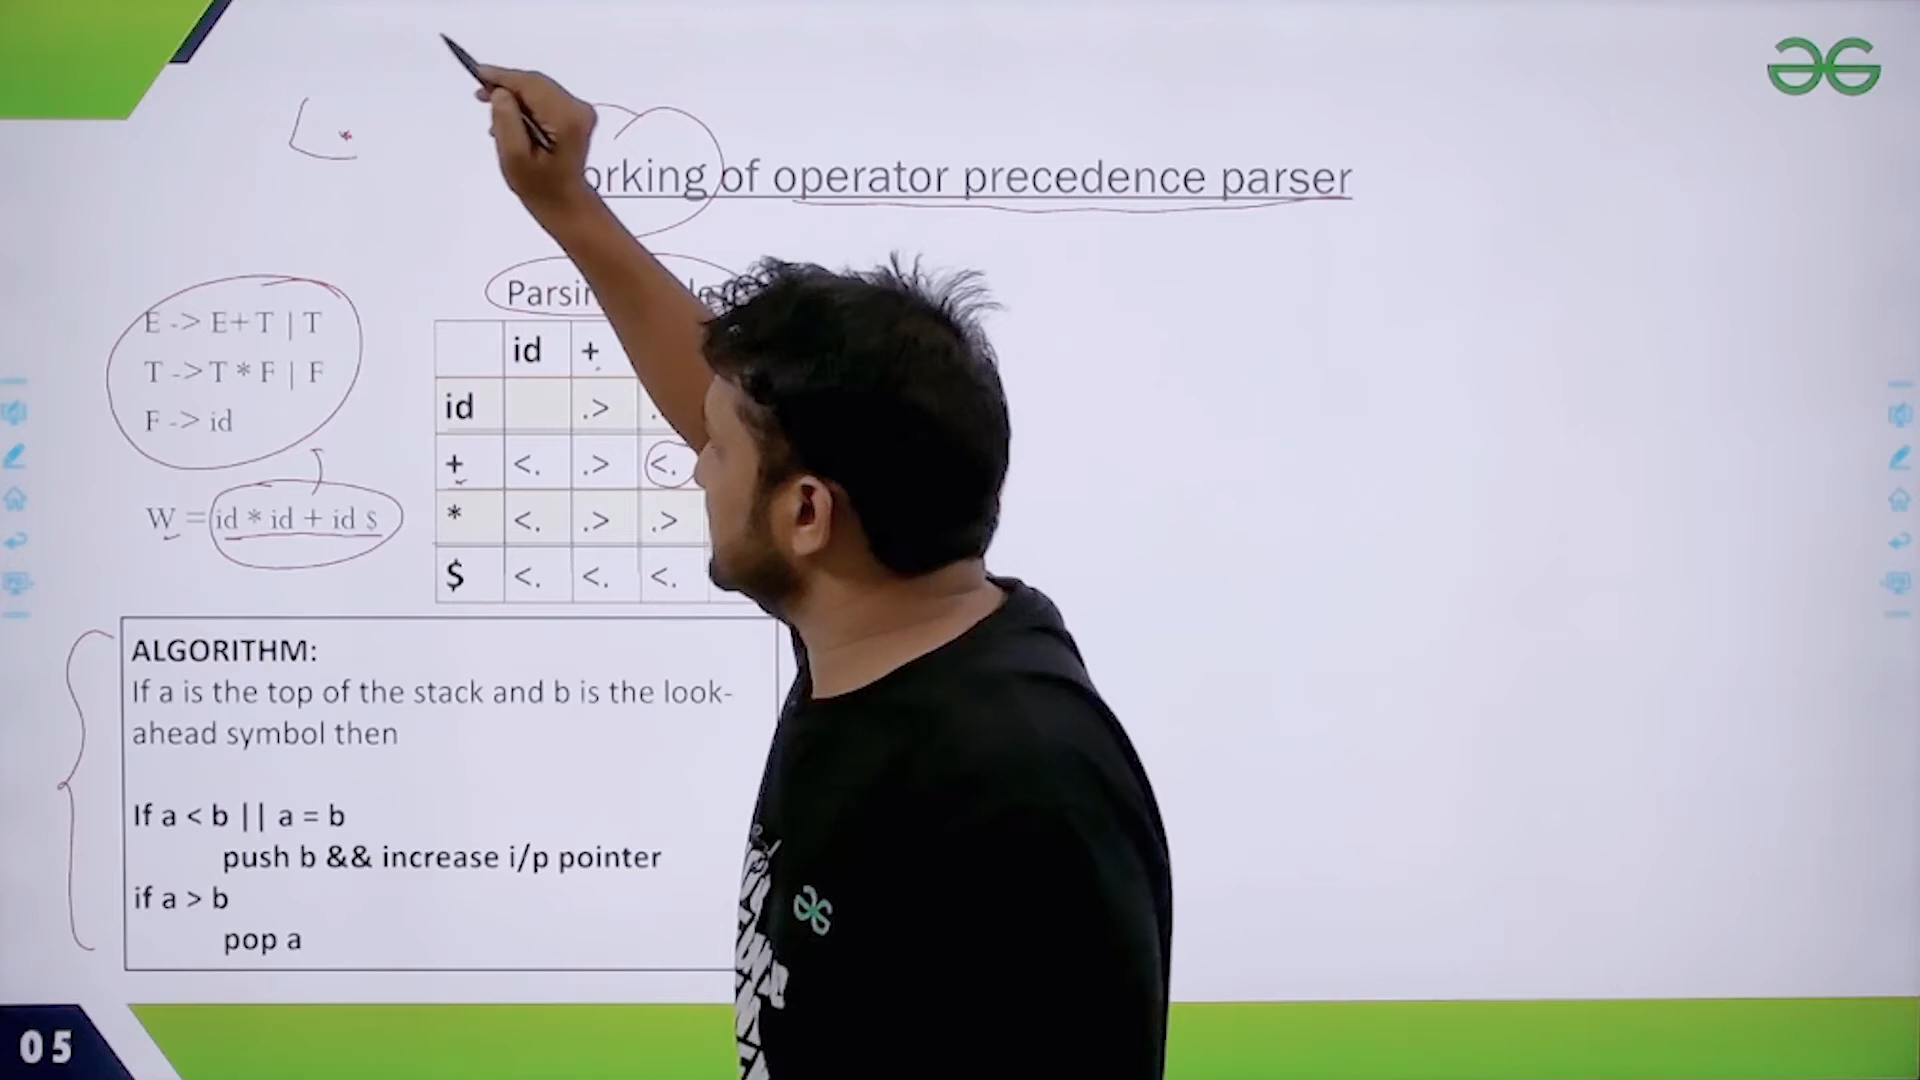 orking of operator precedence parser
Parsin
E -> E+ T | T
T ->T * F | F
F -> id
W = id * id + id $
id +
id .>
+ <. .> <.
* <. .> .>
$ <. <. <.
ALGORITHM:
If a is the top of the stack and b is the look-
ahead symbol then
If a < b || a = b
push b && increase i/p pointer
if a > b
pop a
05